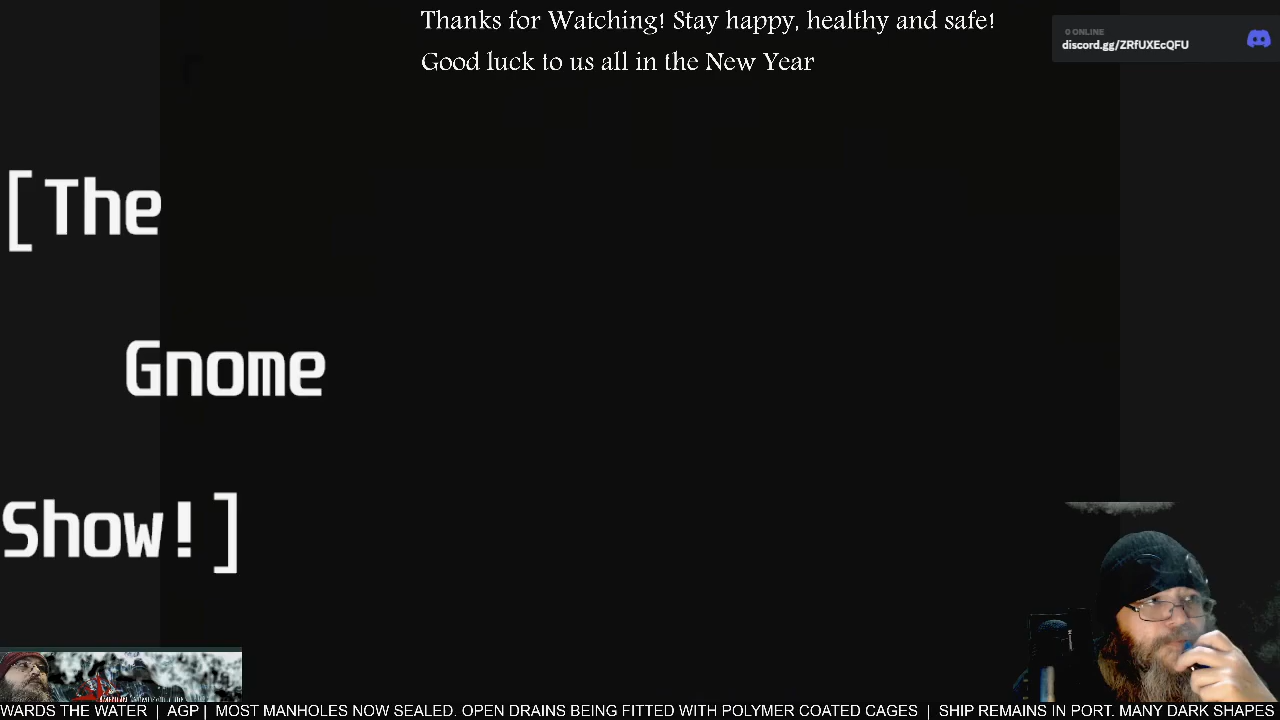 Thanks for Watching! Stay happy, healthy and safe!
Good luck to us all in the New Year
0 ONLINE
discord.gg/ZRfUXEcQFU
[The
Gnome
Show!]
WARDS THE WATER | AGP | MOST MANHOLES NOW SEALED. OPEN DRAINS BEING FITTED WITH POLYMER COATED CAGES | SHIP REMAINS IN PORT. MANY DARK SHAPES